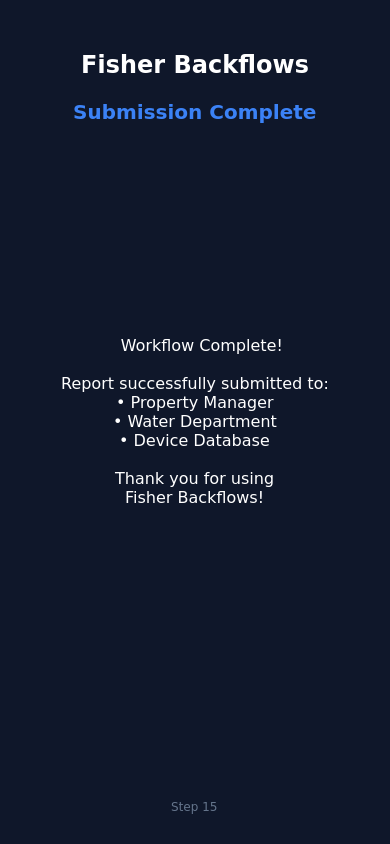 Fisher Backflows
Submission Complete
Workflow Complete!
Report successfully submitted to:
• Property Manager
• Water Department
• Device Database
Thank you for using
Fisher Backflows!
Step 15